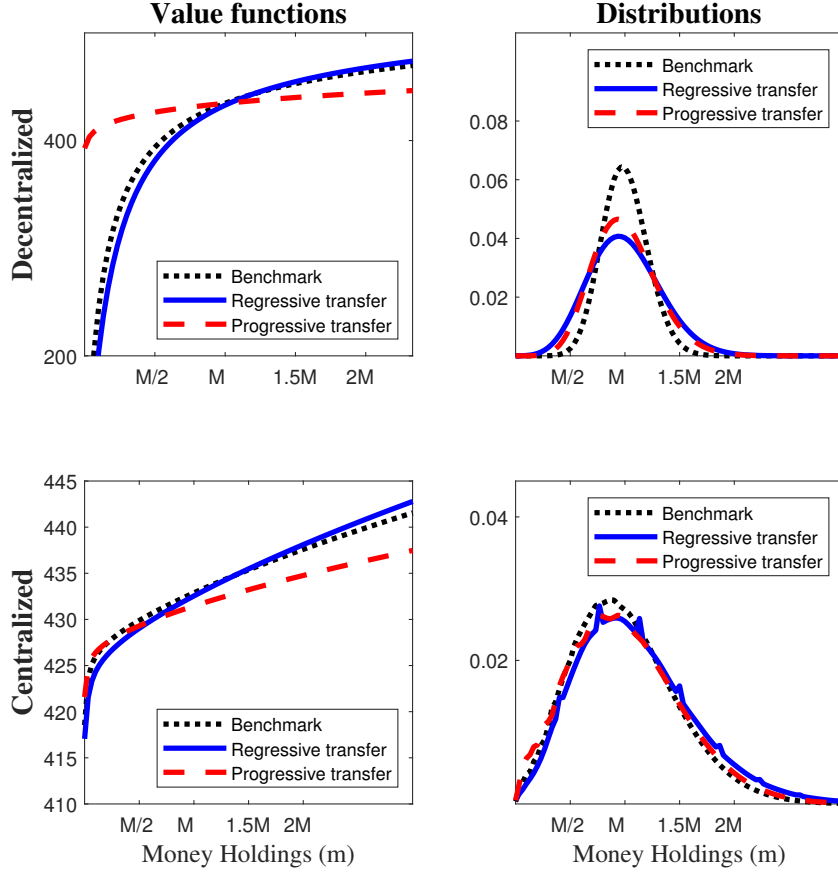 Value functions
Distributions
Decentralized
400
200
M/2 M 1.5M 2M
Benchmark
Regressive transfer
Progressive transfer
0.08
0.06
0.04
0.02
M/2 M 1.5M 2M
Benchmark
Regressive transfer
Progressive transfer
Centralized
445
440
435
430
425
420
415
410
M/2 M 1.5M 2M
Money Holdings (m)
Benchmark
Regressive transfer
Progressive transfer
0.04
0.02
M/2 M 1.5M 2M
Money Holdings (m)
Benchmark
Regressive transfer
Progressive transfer